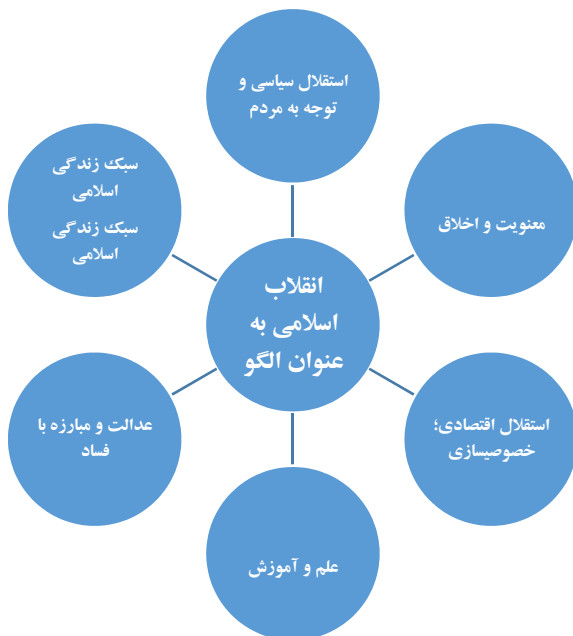 استقلال سیاسی و
توجه به مردم
معنویت و اخلاق
استقلال اقتصادی؛
خصوصیسازی
علم و آموزش
عدالت و مبارزه با
فساد
سبک زندگی
اسلامی
سبک زندگی
اسلامی
انقلاب
اسلامی به
عنوان الگو